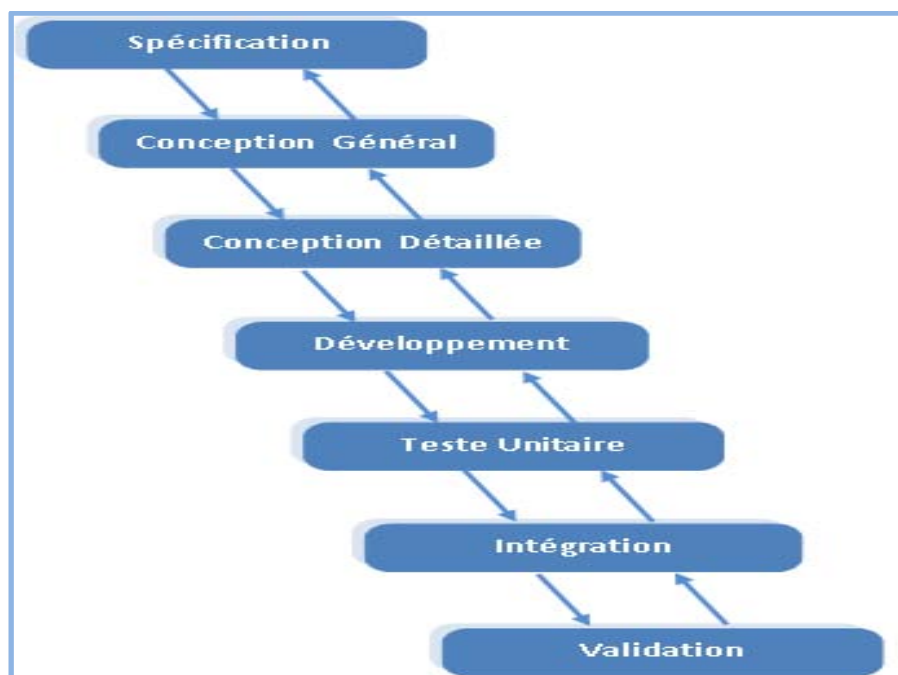 Spécification
Conception Général
Conception Détaillée
Développement
Teste Unitaire
Intégration
Validation